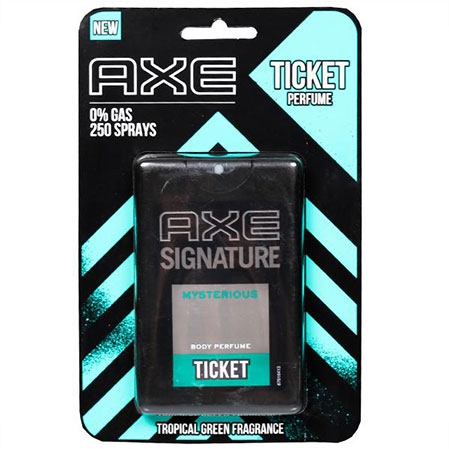 NEW
AXE
0% GAS
250 SPRAYS
TICKET
PERFUME
AXE
SIGNATURE
MYSTERIOUS
BODY PERFUME
TICKET
TROPICAL GREEN FRAGRANCE